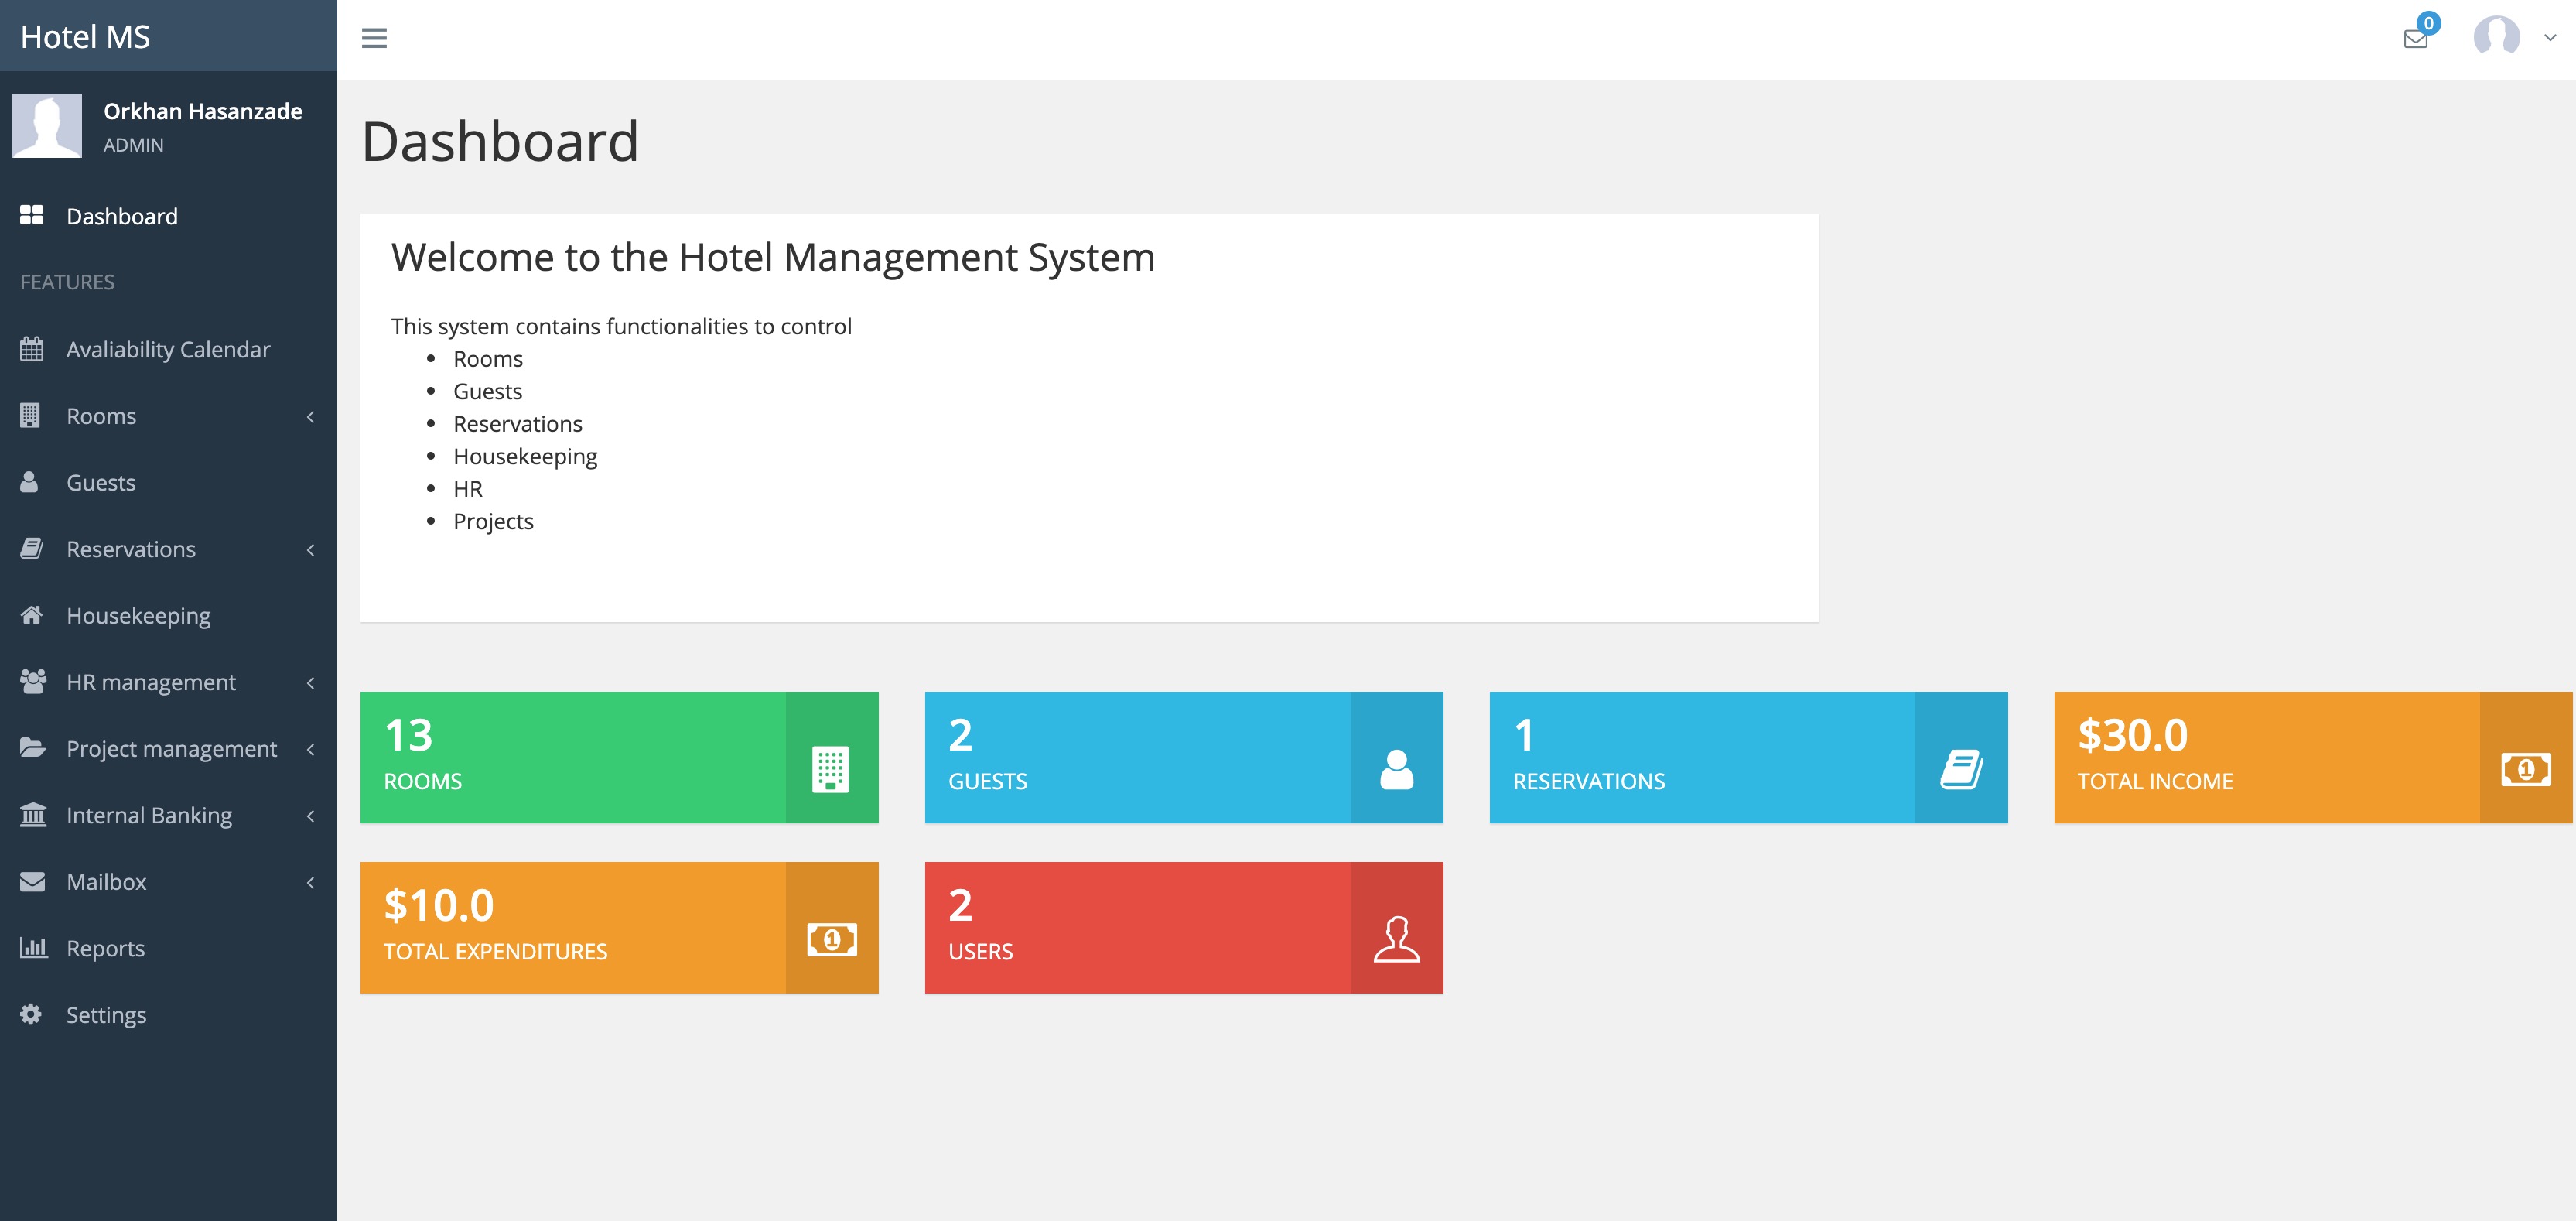 Hotel MS
0
Orkhan Hasanzade
ADMIN
Dashboard
FEATURES
Avaliability Calendar
Rooms
Guests
Reservations
Housekeeping
HR management
Project management
Internal Banking
Mailbox
Reports
Settings
Dashboard
Welcome to the Hotel Management System
This system contains functionalities to control
• Rooms
• Guests
• Reservations
• Housekeeping
• HR
• Projects
13
ROOMS
2
GUESTS
1
RESERVATIONS
$30.0
TOTAL INCOME
1
$10.0
TOTAL EXPENDITURES
1
2
USERS